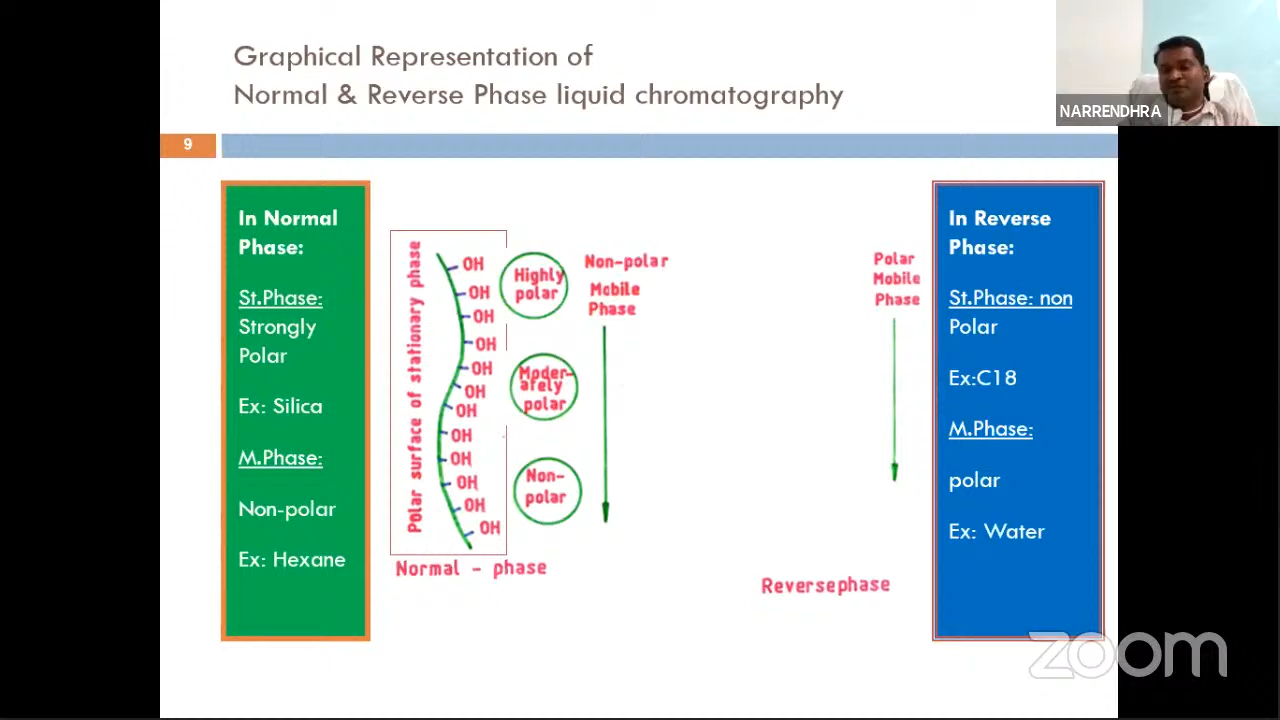 Graphical Representation of
Normal & Reverse Phase liquid chromatography
NARRENDHRA
9
In Normal
Phase:
St.Phase:
Strongly
Polar
Ex: Silica
M.Phase:
Non-polar
Ex: Hexane
Polar surface of stationary phase
OH
OH
OH
OH
OH
OH
OH
OH
OH
OH
OH
OH
Highly
polar
Moder-
ately
polar
Non-
polar
Non-polar
Mobile
Phase
Normal - phase
Polar
Mobile
Phase
Reversephase
In Reverse
Phase:
St.Phase: non
Polar
Ex:C18
M.Phase:
polar
Ex: Water
zoom